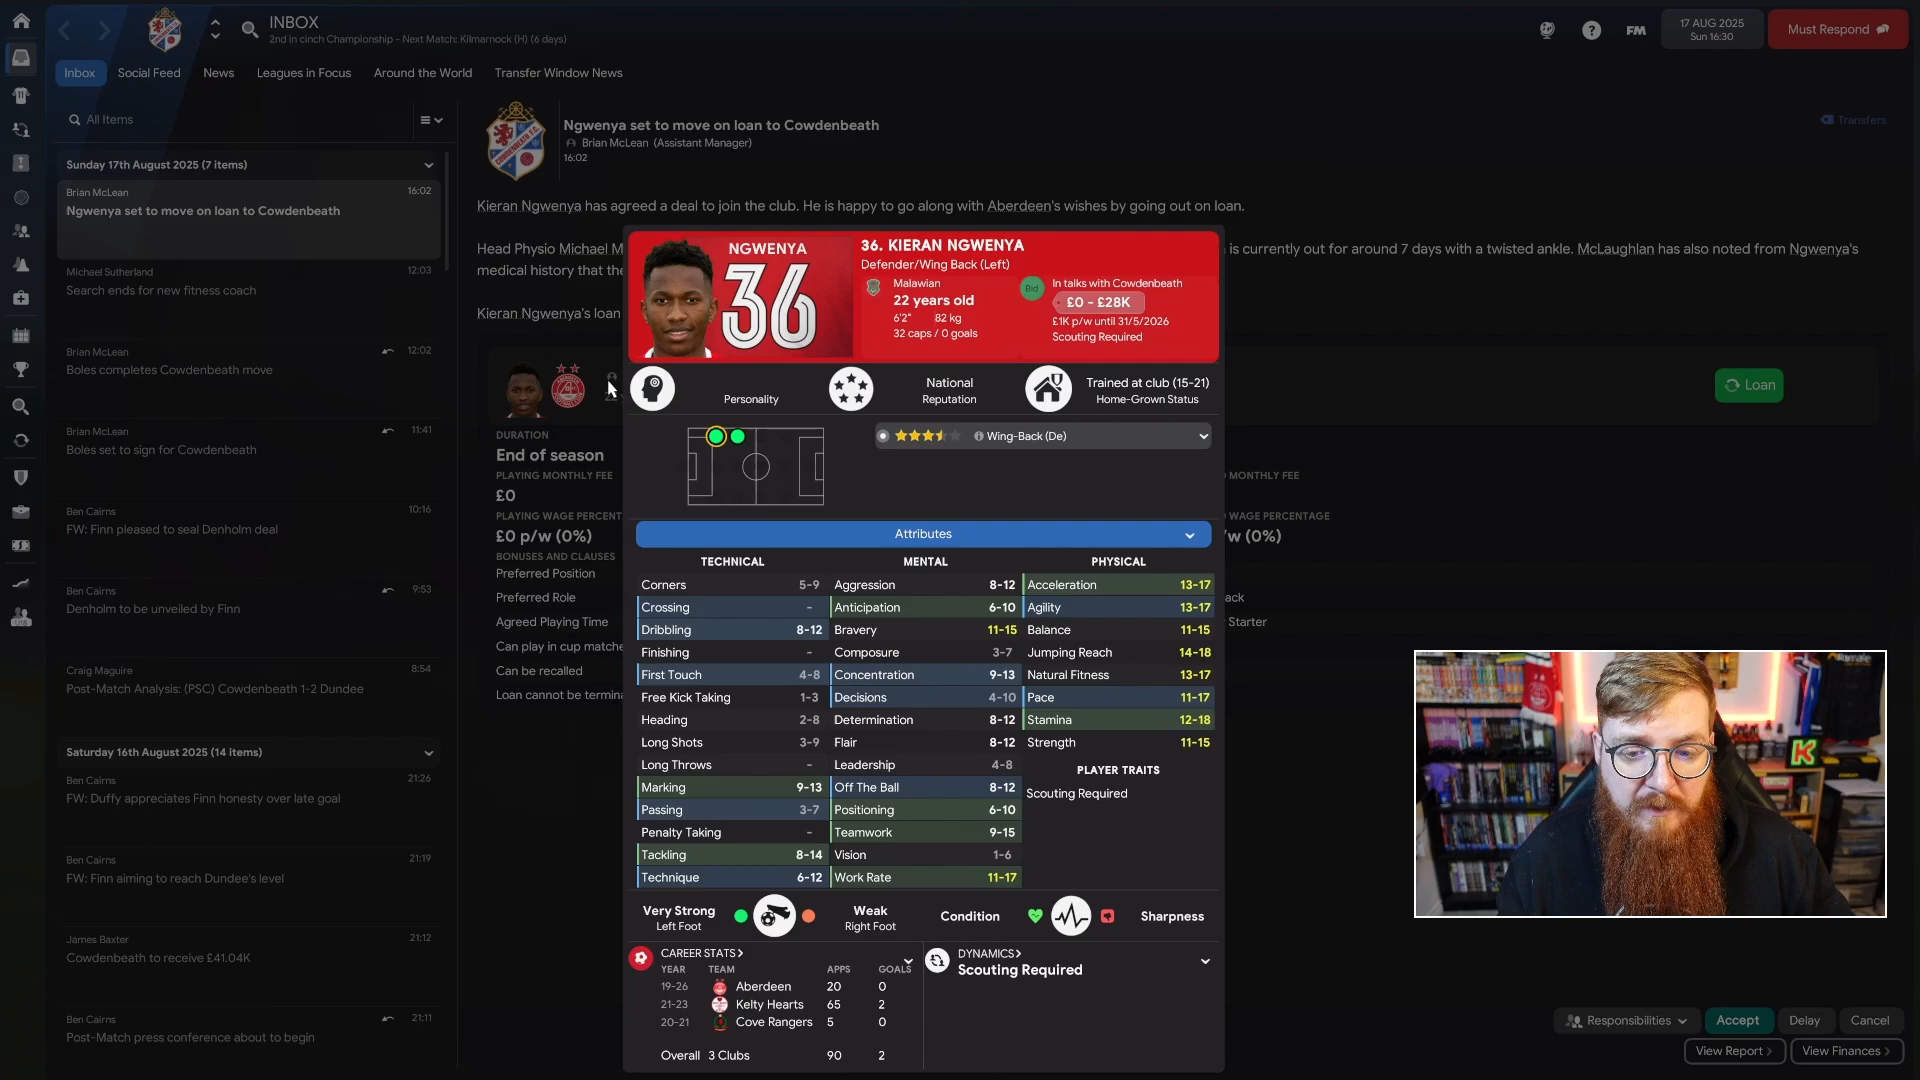 INBOX
2nd in cinch Championship - Next Match: Kilmarnock (H) (6 days)
FM
17 AUG 2025
Sun 16:30
Must Respond
Inbox
Social Feed
News
Leagues in Focus
Around the World
Transfer Window News
All Items
Sunday 17th August 2025 (7 items)
Brian McLean 16:02
Ngwenya set to move on loan to Cowdenbeath
Michael Sutherland 12:03
Search ends for new fitness coach
Brian McLean 12:02
Boles completes Cowdenbeath move
Brian McLean 11:41
Boles set to sign for Cowdenbeath
Ben Cairns 10:16
FW: Finn pleased to seal Denholm deal
Ben Cairns 9:53
Denholm to be unveiled by Finn
Craig Maguire 8:54
Post-Match Analysis: (PSC) Cowdenbeath 1-2 Dundee
Saturday 16th August 2025 (14 items)
Ben Cairns 21:26
FW: Duffy appreciates Finn honesty over late goal
Ben Cairns 21:19
FW: Finn aiming to reach Dundee's level
James Baxter 21:12
Cowdenbeath to receive £41.04K
Ben Cairns 21:11
Post-Match press conference about to begin
Ngwenya set to move on loan to Cowdenbeath
Brian McLean (Assistant Manager)
16:02
Transfers
Kieran Ngwenya has agreed a deal to join the club. He is happy to go along with Aberdeen's wishes by going out on loan.
Head Physio Michael M
is currently out for around 7 days with a twisted ankle. McLaughlan has also noted from Ngwenya's
medical history that the
Kieran Ngwenya's loan
Loan
DURATION
End of season
PLAYING MONTHLY FEE
£0
PLAYING WAGE PERCENT
£0 p/w (0%)
BONUSES AND CLAUSES
Preferred Position
Preferred Role
Agreed Playing Time
Can play in cup matche
Can be recalled
Loan cannot be termina
MONTHLY FEE
WAGE PERCENTAGE
/w (0%)
ack
Starter
NGWENYA
36
36. KIERAN NGWENYA
Defender/Wing Back (Left)
Malawian
22 years old
6'2" 82 kg
32 caps / 0 goals
Bid
In talks with Cowdenbeath
£0 - £28K
£1K p/w until 31/5/2026
Scouting Required
Personality
National
Reputation
Trained at club (15-21)
Home-Grown Status
Wing-Back (De)
Attributes
TECHNICAL
Corners 5-9
Crossing -
Dribbling 8-12
Finishing -
First Touch 4-8
Free Kick Taking 1-3
Heading 2-8
Long Shots 3-9
Long Throws -
Marking 9-13
Passing 3-7
Penalty Taking -
Tackling 8-14
Technique 6-12
MENTAL
Aggression 8-12
Anticipation 6-10
Bravery 11-15
Composure 3-7
Concentration 9-13
Decisions 4-10
Determination 8-12
Flair 8-12
Leadership 4-8
Off The Ball 8-12
Positioning 6-10
Teamwork 9-15
Vision 1-6
Work Rate 11-17
PHYSICAL
Acceleration 13-17
Agility 13-17
Balance 11-15
Jumping Reach 14-18
Natural Fitness 13-17
Pace 11-17
Stamina 12-18
Strength 11-15
PLAYER TRAITS
Scouting Required
Very Strong
Left Foot
Weak
Right Foot
Condition
Sharpness
CAREER STATS
YEAR TEAM APPS GOALS
19-26 Aberdeen 20 0
21-23 Kelty Hearts 65 2
20-21 Cove Rangers 5 0
Overall 3 Clubs 90 2
DYNAMICS
Scouting Required
K
Responsibilities
Accept
Delay
Cancel
View Report
View Finances